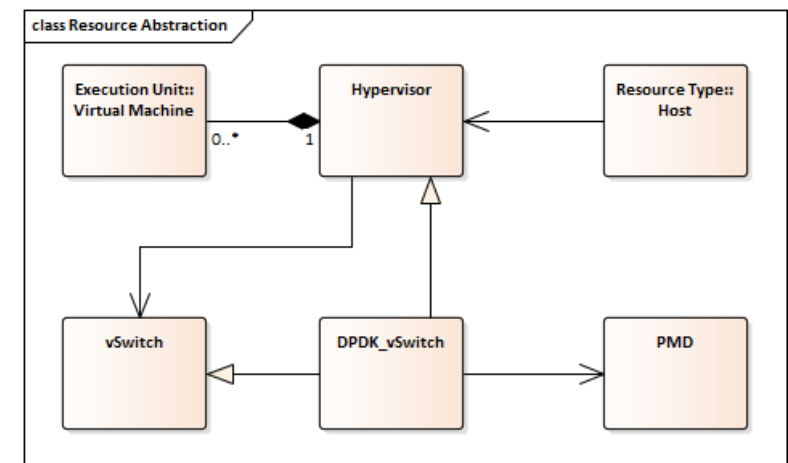 class Resource Abstraction
Execution Unit::
Virtual Machine
Hypervisor
Resource Type::
Host
0..*
1
vSwitch
DPDK_vSwitch
PMD